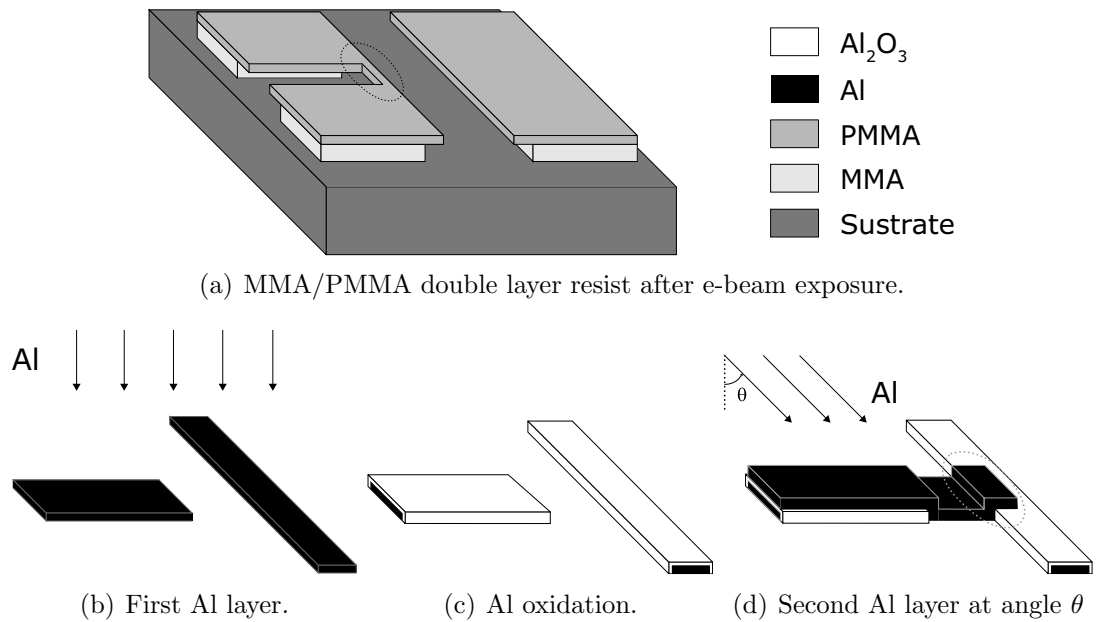 Al₂O₃
Al
PMMA
MMA
Sustrate
(a) MMA/PMMA double layer resist after e-beam exposure.
Al
θ
Al
(b) First Al layer.
(c) Al oxidation.
(d) Second Al layer at angle θ